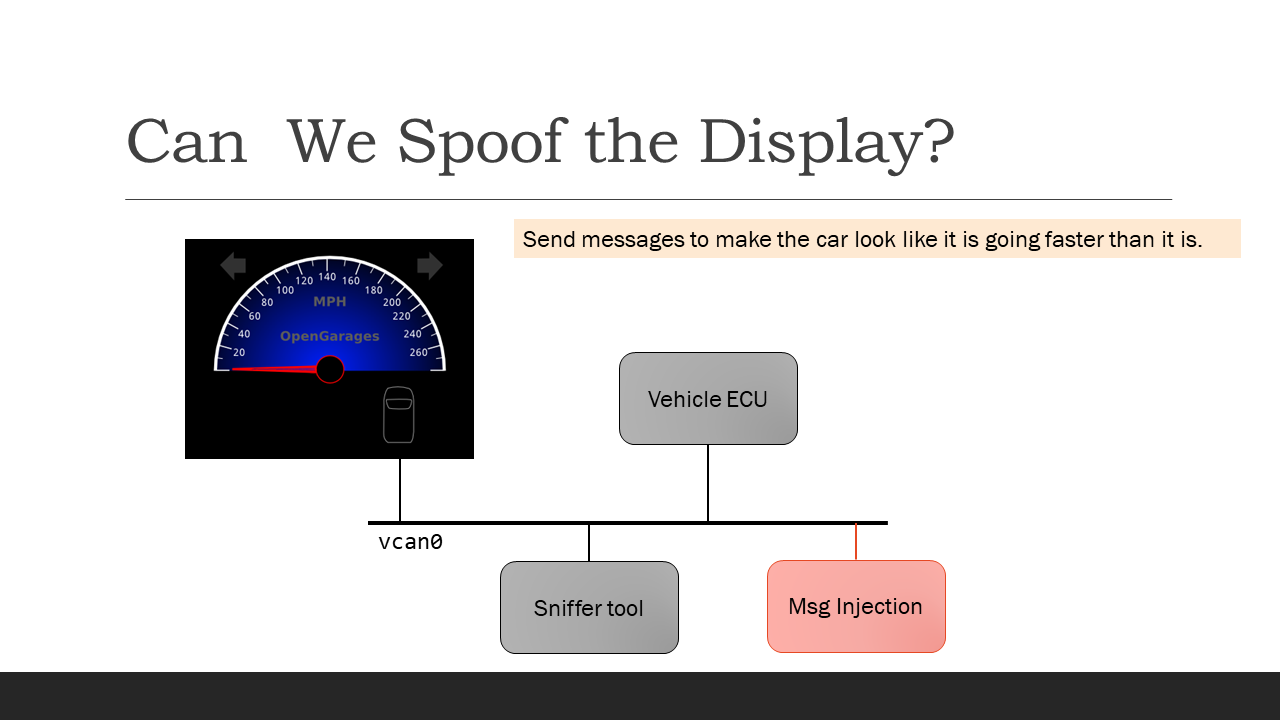 Can  We Spoof the Display?
Send messages to make the car look like it is going faster than it is.
20
40
60
80
100
120
140
160
180
200
220
240
260
MPH
OpenGarages
Vehicle ECU
vcan0
Sniffer tool
Msg Injection